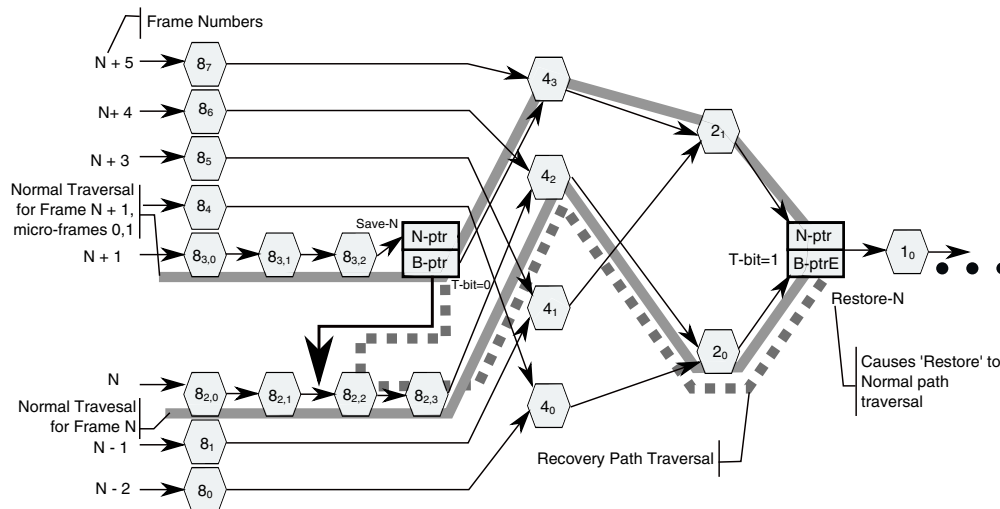 Frame Numbers
N + 5
87
43
N+ 4
86
21
N + 3
85
42
Normal Traversal
for Frame N + 1,
micro-frames 0,1
84
Save-N
N-ptr
N-ptr
N + 1
83,0
83,1
83,2
B-ptr
T-bit=1
B-ptrE
10
T-bit=0
Restore-N
41
20
Causes 'Restore' to
Normal path
traversal
N
82,0
82,1
82,2
82,3
40
Normal Travesal
for Frame N
N - 1
81
Recovery Path Traversal
N - 2
80